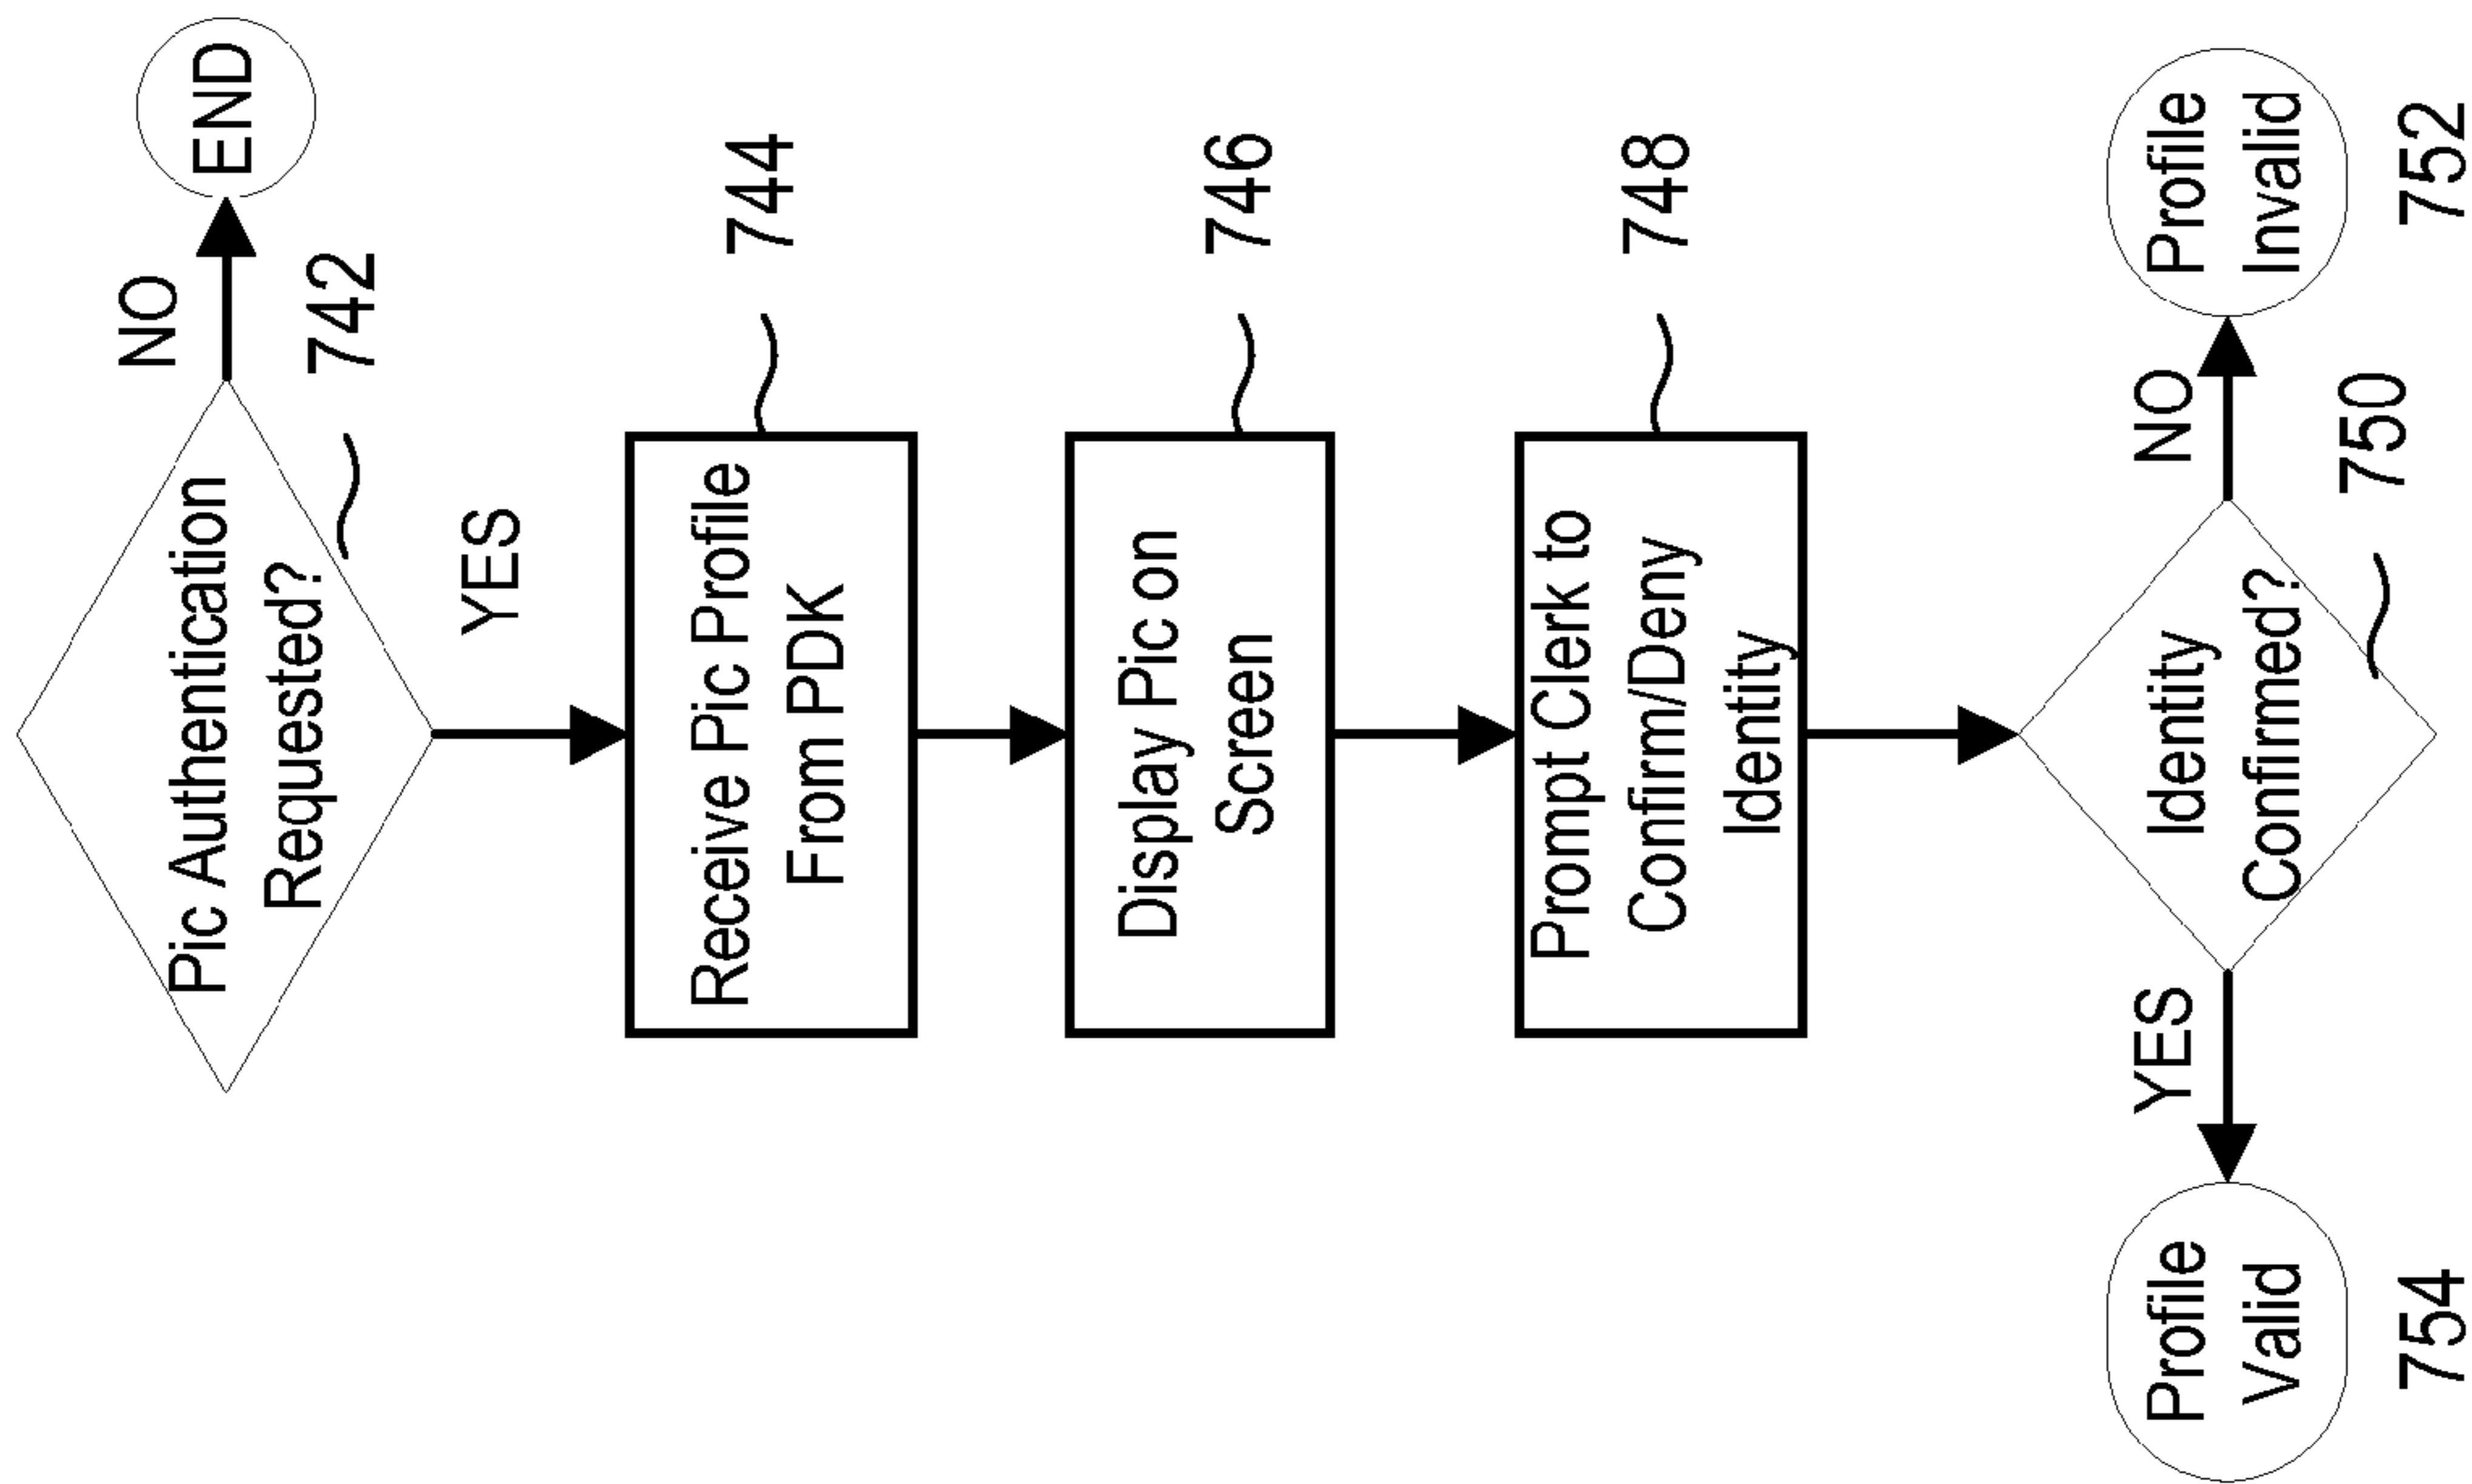 Pic Authentication
Requested?
742
NO
END
YES
Receive Pic Profile
From PDK
744
Display Pic on
Screen
746
Prompt Clerk to
Confirm/Deny
Identity
748
Identity
Confirmed?
750
YES
NO
Profile
Valid
754
Profile
Invalid
752